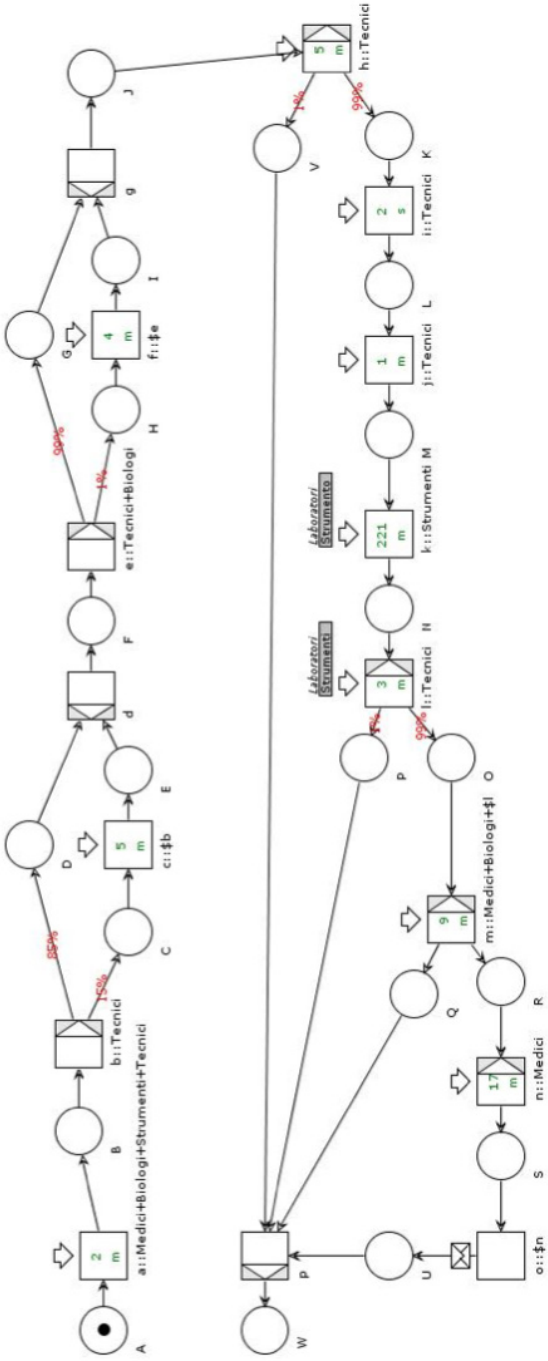 A
2
m
a::Medici+Biologi+Strumenti+Tecnici
B
b::Tecnici
85%
15%
D
C
5
m
c::$b
E
d
F
e::Tecnici+Biologi
99%
1%
G
H
4
m
f::$e
I
g
J
5
m
h::Tecnici
1%
99%
V
K
2
s
i::Tecnici
L
1
m
j::Tecnici
M
Laboratori
Strumento
221
m
k::Strumenti
N
Laboratori
Strumenti
3
m
l::Tecnici
1%
99%
P
O
9
m
m::Medici+Biologi+$l
Q
R
17
m
n::Medici
S
o::$n
U
p
W